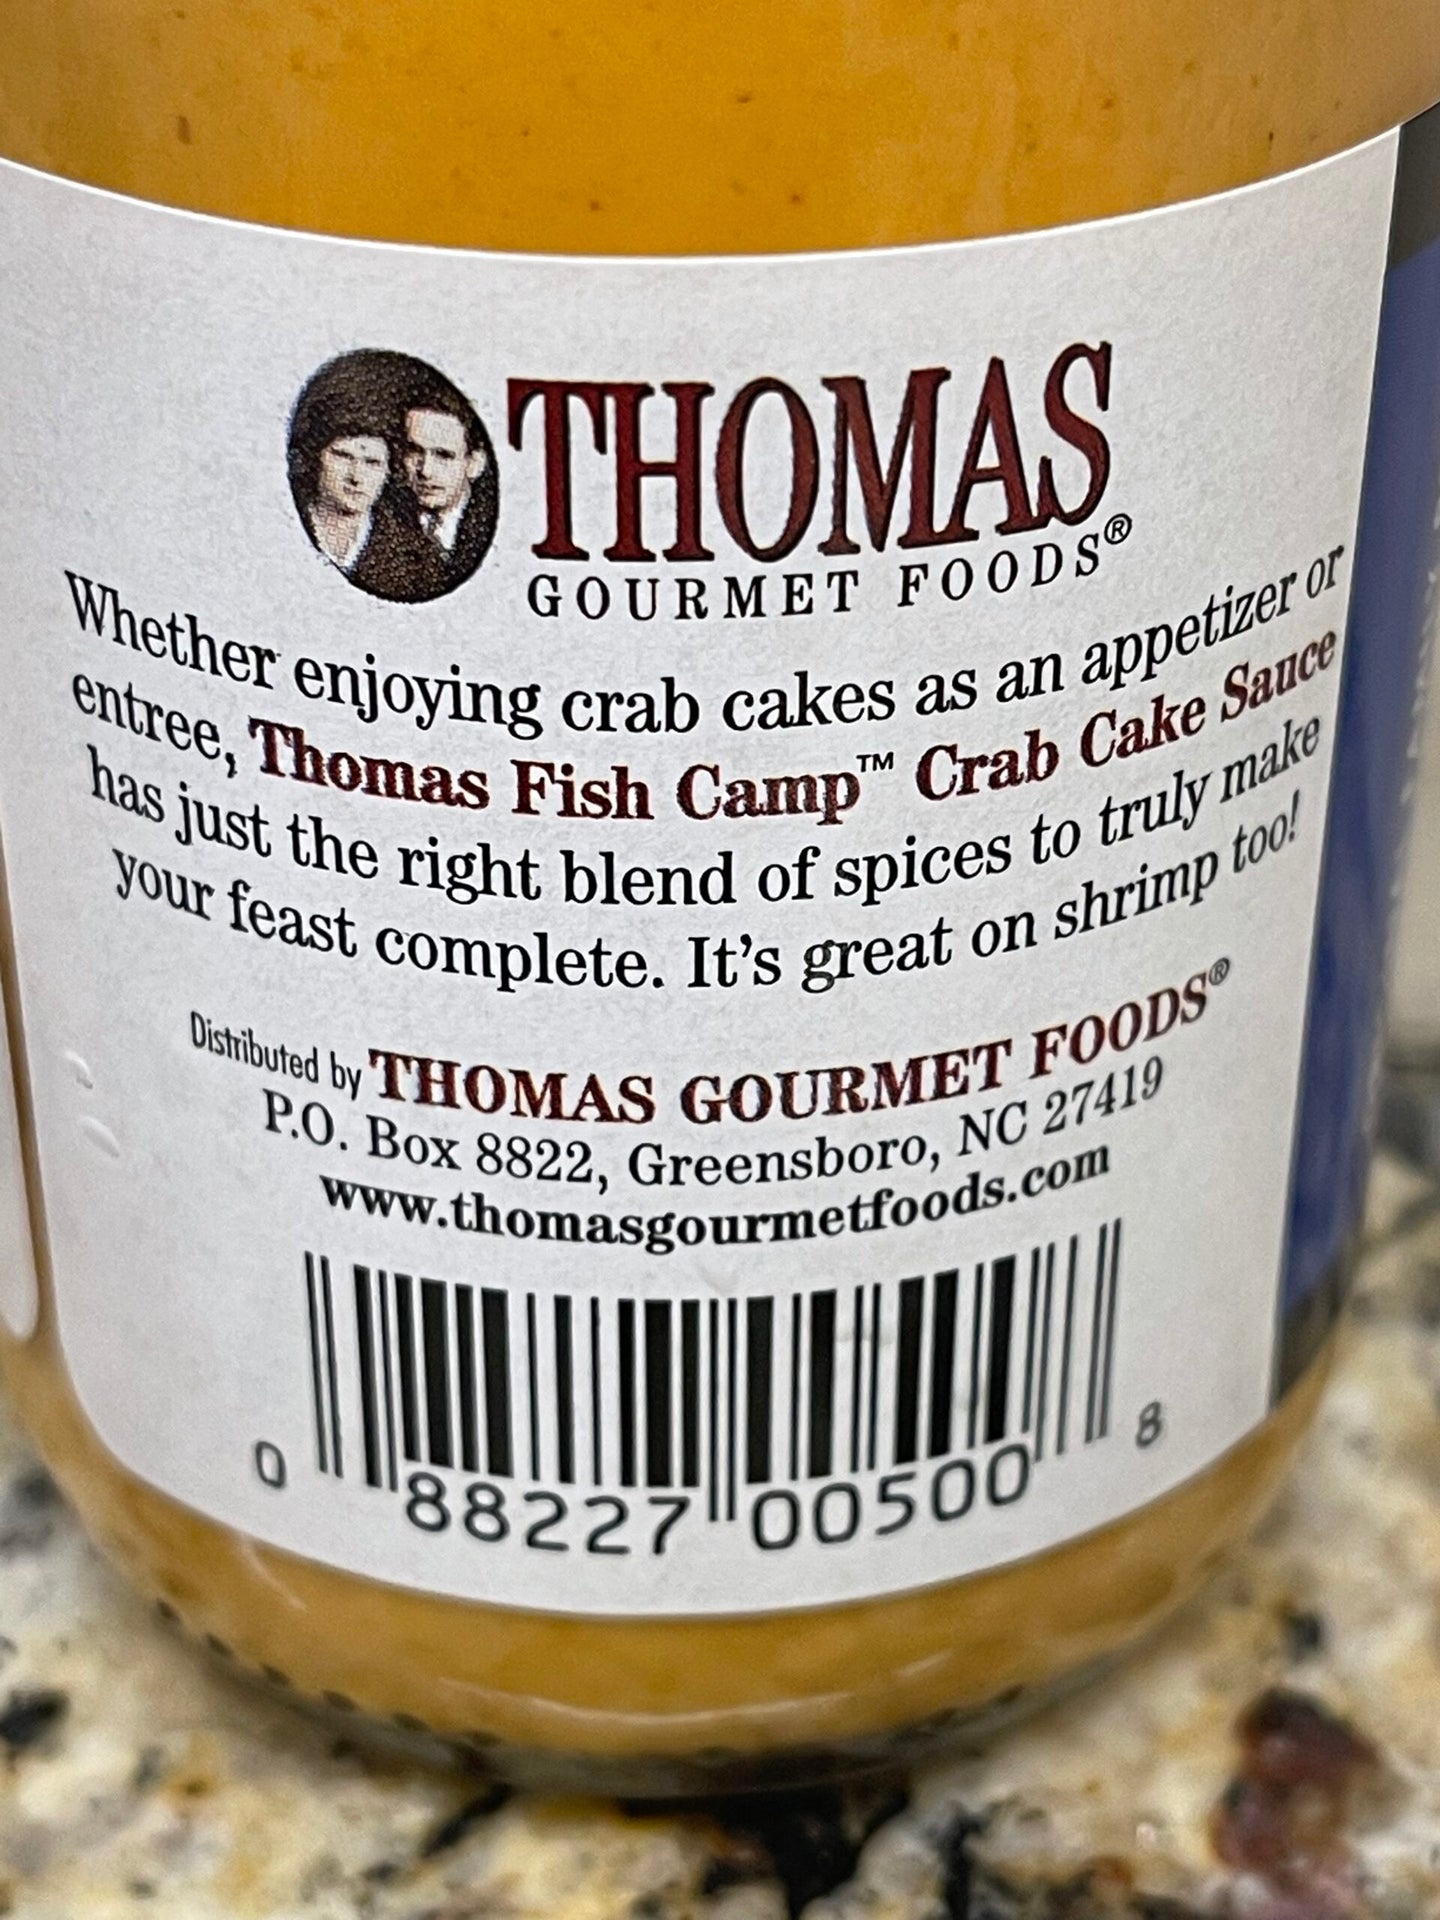 THOMAS
GOURMET FOODS®
Whether enjoying crab cakes as an appetizer or
entree, Thomas Fish Camp™ Crab Cake Sauce
has just the right blend of spices to truly make
your feast complete. It's great on shrimp too!
Distributed by THOMAS GOURMET FOODS®
P.O. Box 8822, Greensboro, NC 27419
www.thomasgourmetfoods.com
0 88227 00500 8